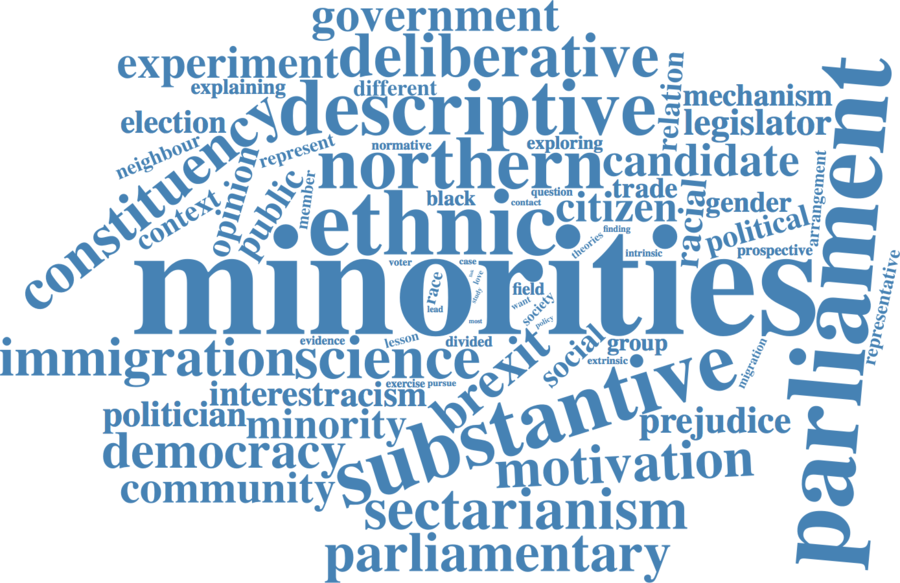 government
experiment deliberative
explaining different
relation
mechanism
election
descriptive
legislator
constituency
neighbour
represent
normative
exploring
northern
candidate
parliament
opinion
public
member
context
black
question
contact
trade
racial
gender
arrangement
ethnic
citizen
political
finding
theories
intrinsic
prospective
representative
minorities
voter
case
race
lead
love
study
field
want
society
policy
must
evidence
lesson
divided
brexit
social
group
extrinsic
migration
immigration science
exercise pursue
interest racism
substantive
politician
minority
prejudice
democracy
motivation
community
sectarianism
parliamentary